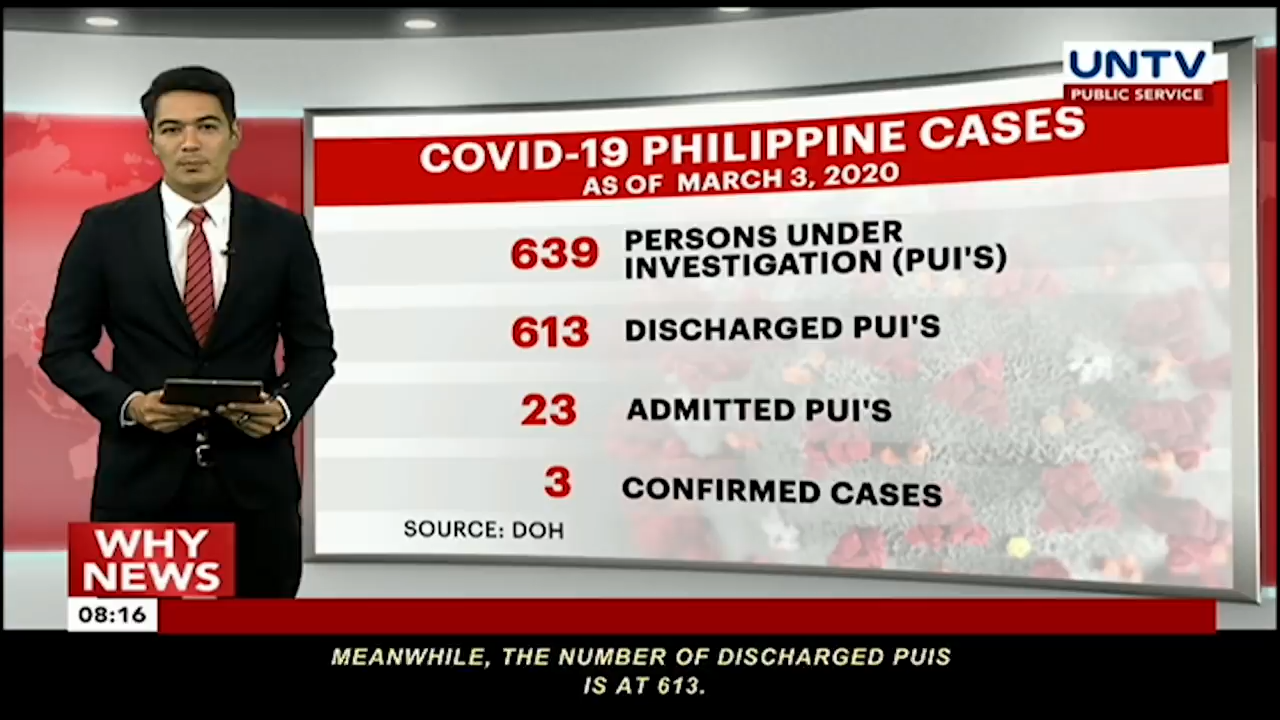 UNTV
PUBLIC SERVICE
COVID-19 PHILIPPINE CASES
AS OF MARCH 3, 2020
639 PERSONS UNDER
INVESTIGATION (PUI'S)
613 DISCHARGED PUI'S
23 ADMITTED PUI'S
3 CONFIRMED CASES
SOURCE: DOH
WHY
NEWS
08:16
MEANWHILE, THE NUMBER OF DISCHARGED PUIS
IS AT 613.